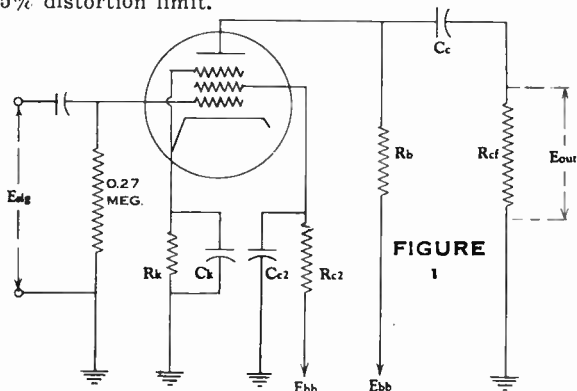 5% distortion limit.
Cc
Esig
0.27
MEG.
Rb
Rcf
Eout
Rk
Ck
Cc2
Rc2
FIGURE
1
Ebb
Ebb